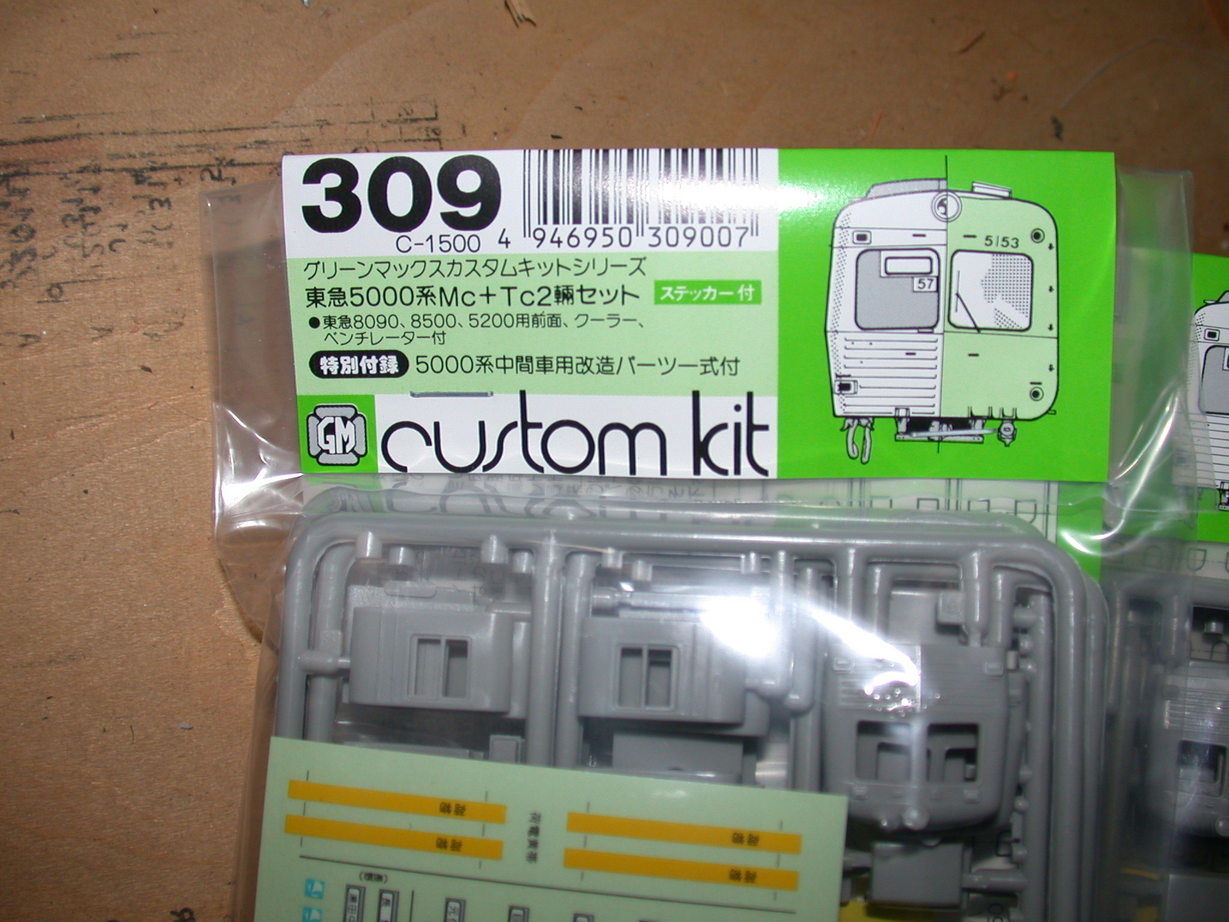 309
C-1500
4 946950 309007
グリーンマックスカスタムキットシリーズ
東急5000系Mc+Tc2輛セット ステッカー付
●東急8090、8500、5200用前面、クーラー、
ベンチレーター付
特別付録 5000系中間車用改造パーツ一式付
GM custom kit
5153
57